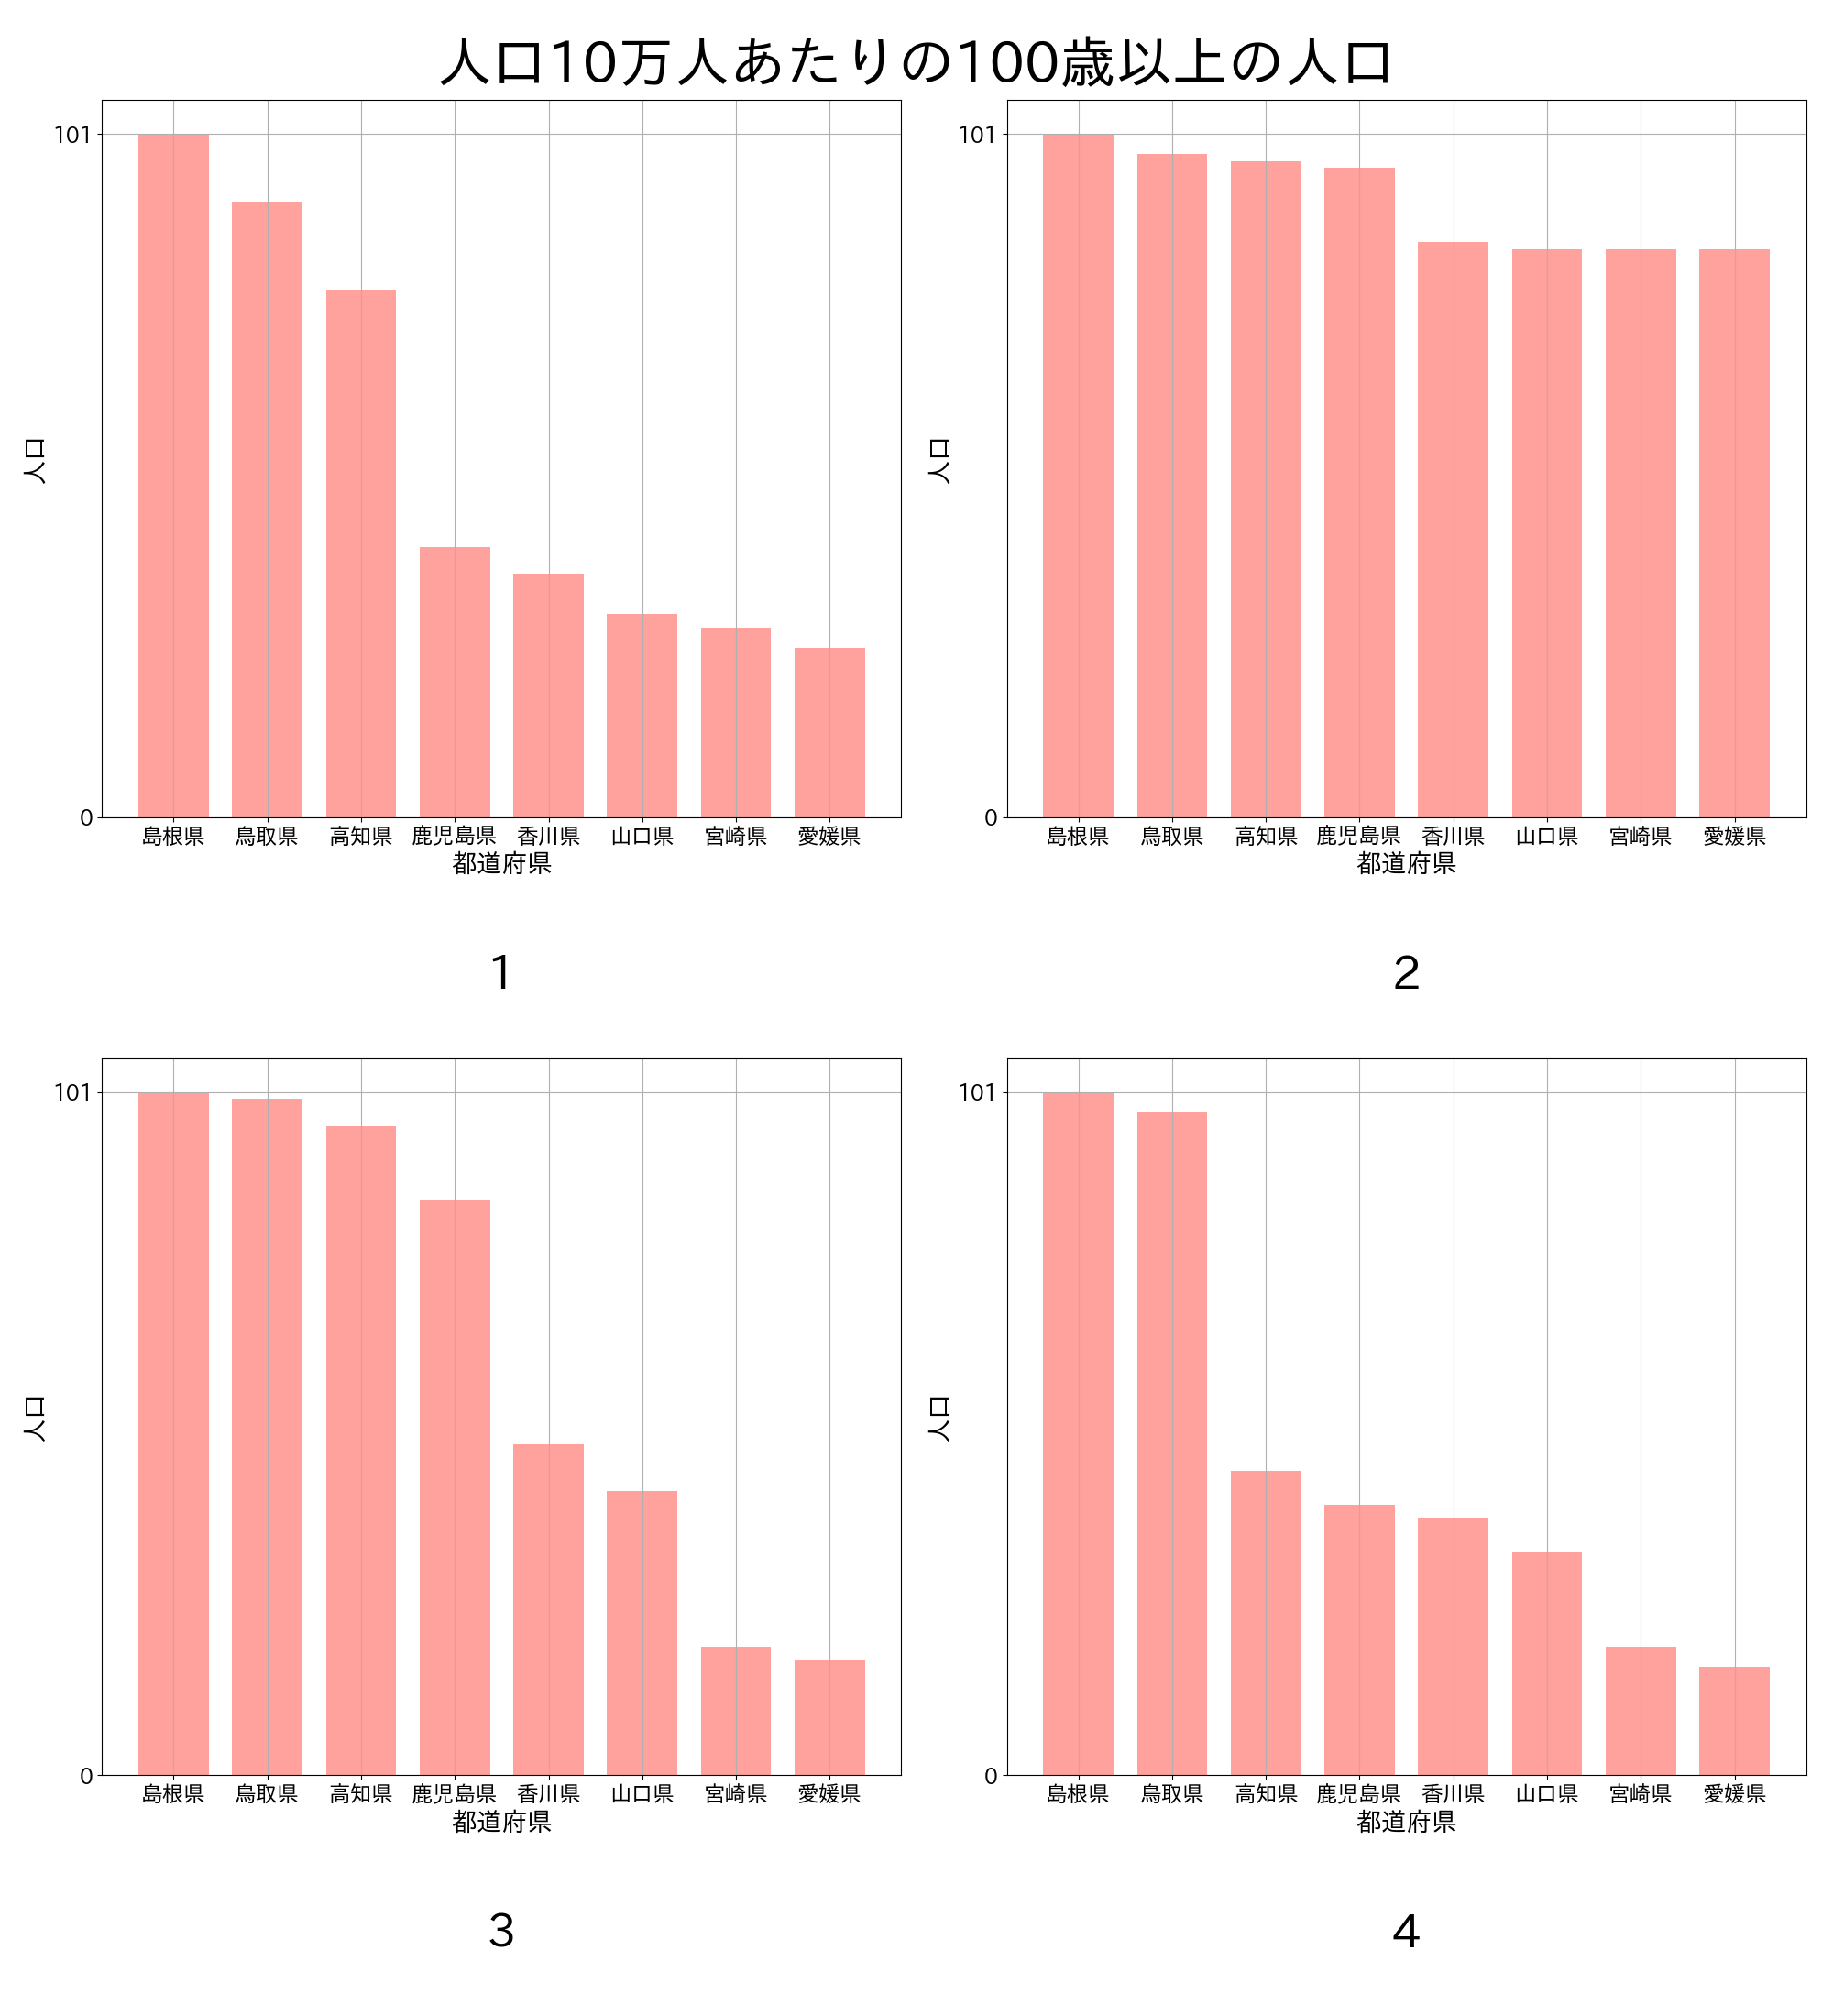 人口10万人あたりの100歳以上の人口
101
人口
0
島根県 鳥取県 高知県 鹿児島県 香川県 山口県 宮崎県 愛媛県
都道府県
1
101
人口
0
島根県 鳥取県 高知県 鹿児島県 香川県 山口県 宮崎県 愛媛県
都道府県
2
101
人口
0
島根県 鳥取県 高知県 鹿児島県 香川県 山口県 宮崎県 愛媛県
都道府県
3
101
人口
0
島根県 鳥取県 高知県 鹿児島県 香川県 山口県 宮崎県 愛媛県
都道府県
4